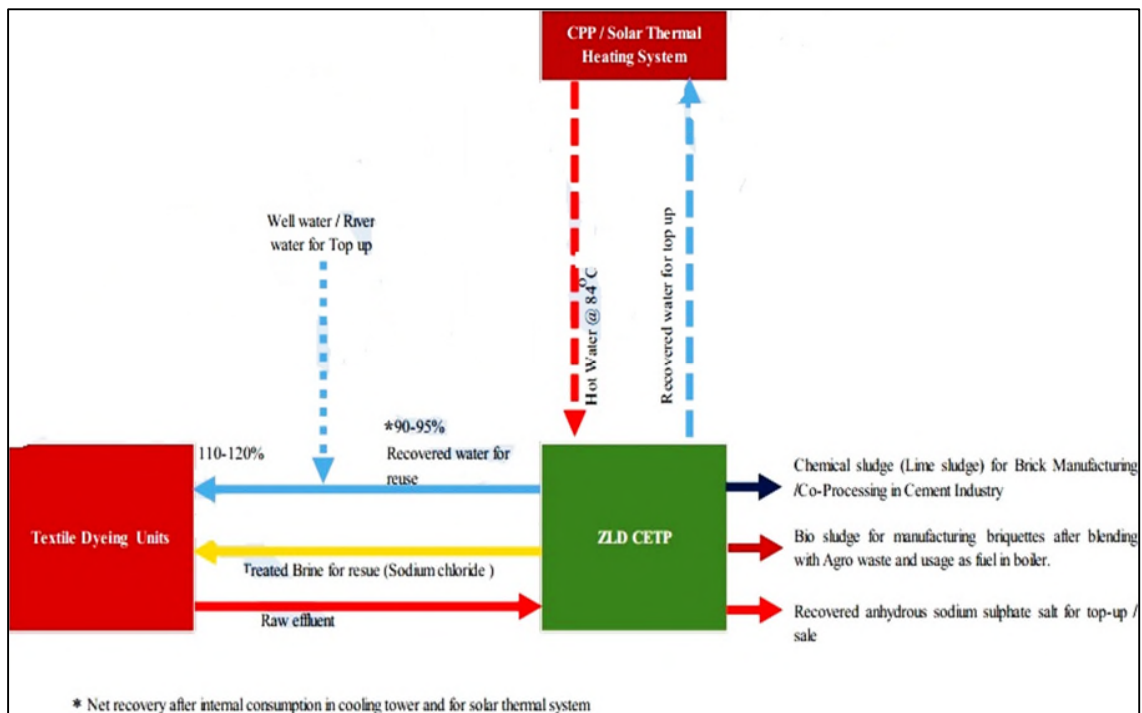 CPP / Solar Thermal
Heating System
Hot Water @ 84°C
Recovered water for top up
Well water / River
water for Top up
*90-95%
Recovered water for
reuse
110-120%
Textile Dyeing Units
ZLD CETP
Treated Brine for resue (Sodium chloride )
Raw effluent
Chemical sludge (Lime sludge) for Brick Manufacturing
/Co-Processing in Cement Industry
Bio sludge for manufacturing briquettes after blending
with Agro waste and usage as fuel in boiler.
Recovered anhydrous sodium sulphate salt for top-up /
sale
* Net recovery after internal consumption in cooling tower and for solar thermal system